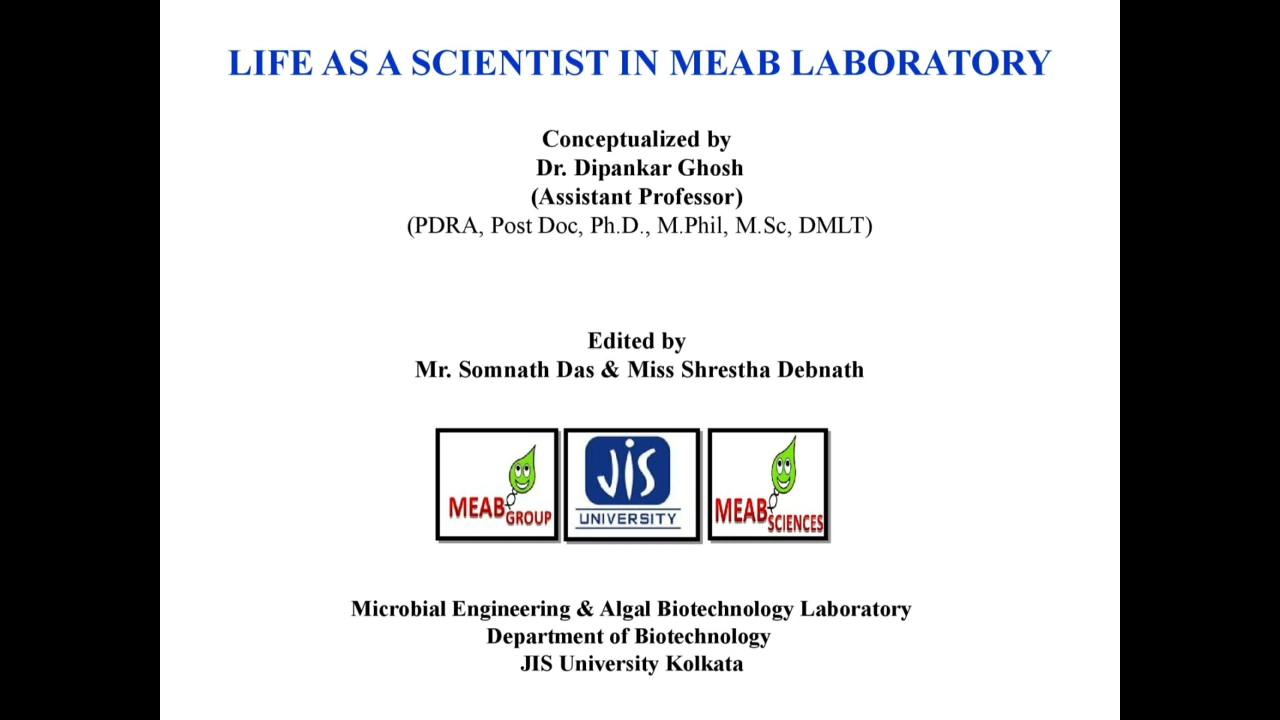 LIFE AS A SCIENTIST IN MEAB LABORATORY
Conceptualized by
Dr. Dipankar Ghosh
(Assistant Professor)
(PDRA, Post Doc, Ph.D., M.Phil, M.Sc, DMLT)
Edited by
Mr. Somnath Das & Miss Shrestha Debnath
MEAB GROUP
JIS
UNIVERSITY
MEAB SCIENCES
Microbial Engineering & Algal Biotechnology Laboratory
Department of Biotechnology
JIS University Kolkata